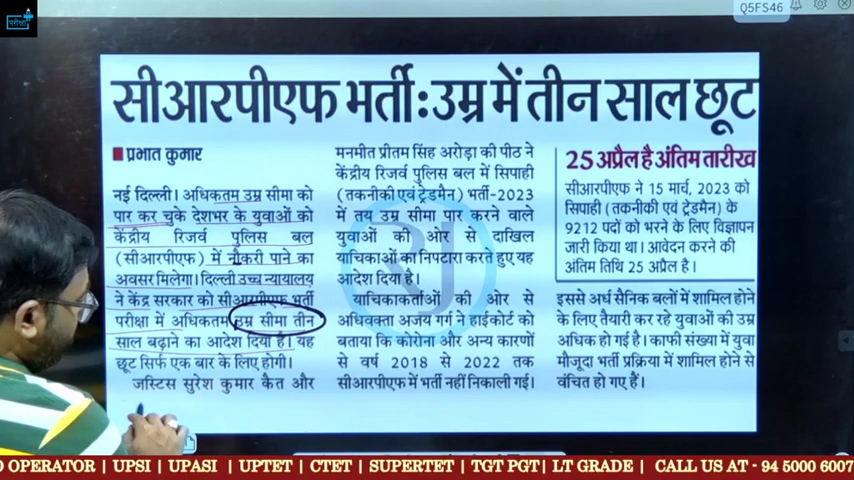 परीक्षा
Q5FS46
सीआरपीएफ भर्ती:उम्र में तीन साल छूट
प्रभात कुमार
नई दिल्ली। अधिकतम उम्र सीमा को
पार कर चुके देशभर के युवाओं को
केंद्रीय रिजर्व पुलिस बल
(सीआरपीएफ) में नौकरी पाने का
अवसर मिलेगा। दिल्ली उच्च न्यायालय
ने केंद्र सरकार को सीआरपीएफ भर्ती
परीक्षा में अधिकतम उम्र सीमा तीन
साल बढ़ाने का आदेश दिया है। यह
छूट सिर्फ एक बार के लिए होगी।
जस्टिस सुरेश कुमार कैत और
मनमीत प्रीतम सिंह अरोड़ा की पीठ ने
केंद्रीय रिजर्व पुलिस बल में सिपाही
(तकनीकी एवं ट्रेडमैन) भर्ती-2023
में तय उम्र सीमा पार करने वाले
युवाओं की ओर से दाखिल
याचिकाओं का निपटारा करते हुए यह
आदेश दिया है।
याचिकाकर्ताओं की ओर से
अधिवक्ता अजय गर्ग ने हाईकोर्ट को
बताया कि कोरोना और अन्य कारणों
से वर्ष 2018 से 2022 तक
सीआरपीएफ में भर्ती नहीं निकाली गई।
25 अप्रैल है अंतिम तारीख
सीआरपीएफ ने 15 मार्च, 2023 को
सिपाही (तकनीकी एवं ट्रेडमैन) के
9212 पदों को भरने के लिए विज्ञापन
जारी किया था। आवेदन करने की
अंतिम तिथि 25 अप्रैल है।
इससे अर्ध सैनिक बलों में शामिल होने
के लिए तैयारी कर रहे युवाओं की उम्र
अधिक हो गई है। काफी संख्या में युवा
मौजूदा भर्ती प्रक्रिया में शामिल होने से
वंचित हो गए हैं।
OPERATOR | UPSI | UPASI | UPTET | CTET | SUPERTET | TGT PGT| LT GRADE | CALL US AT - 94 5000 6007